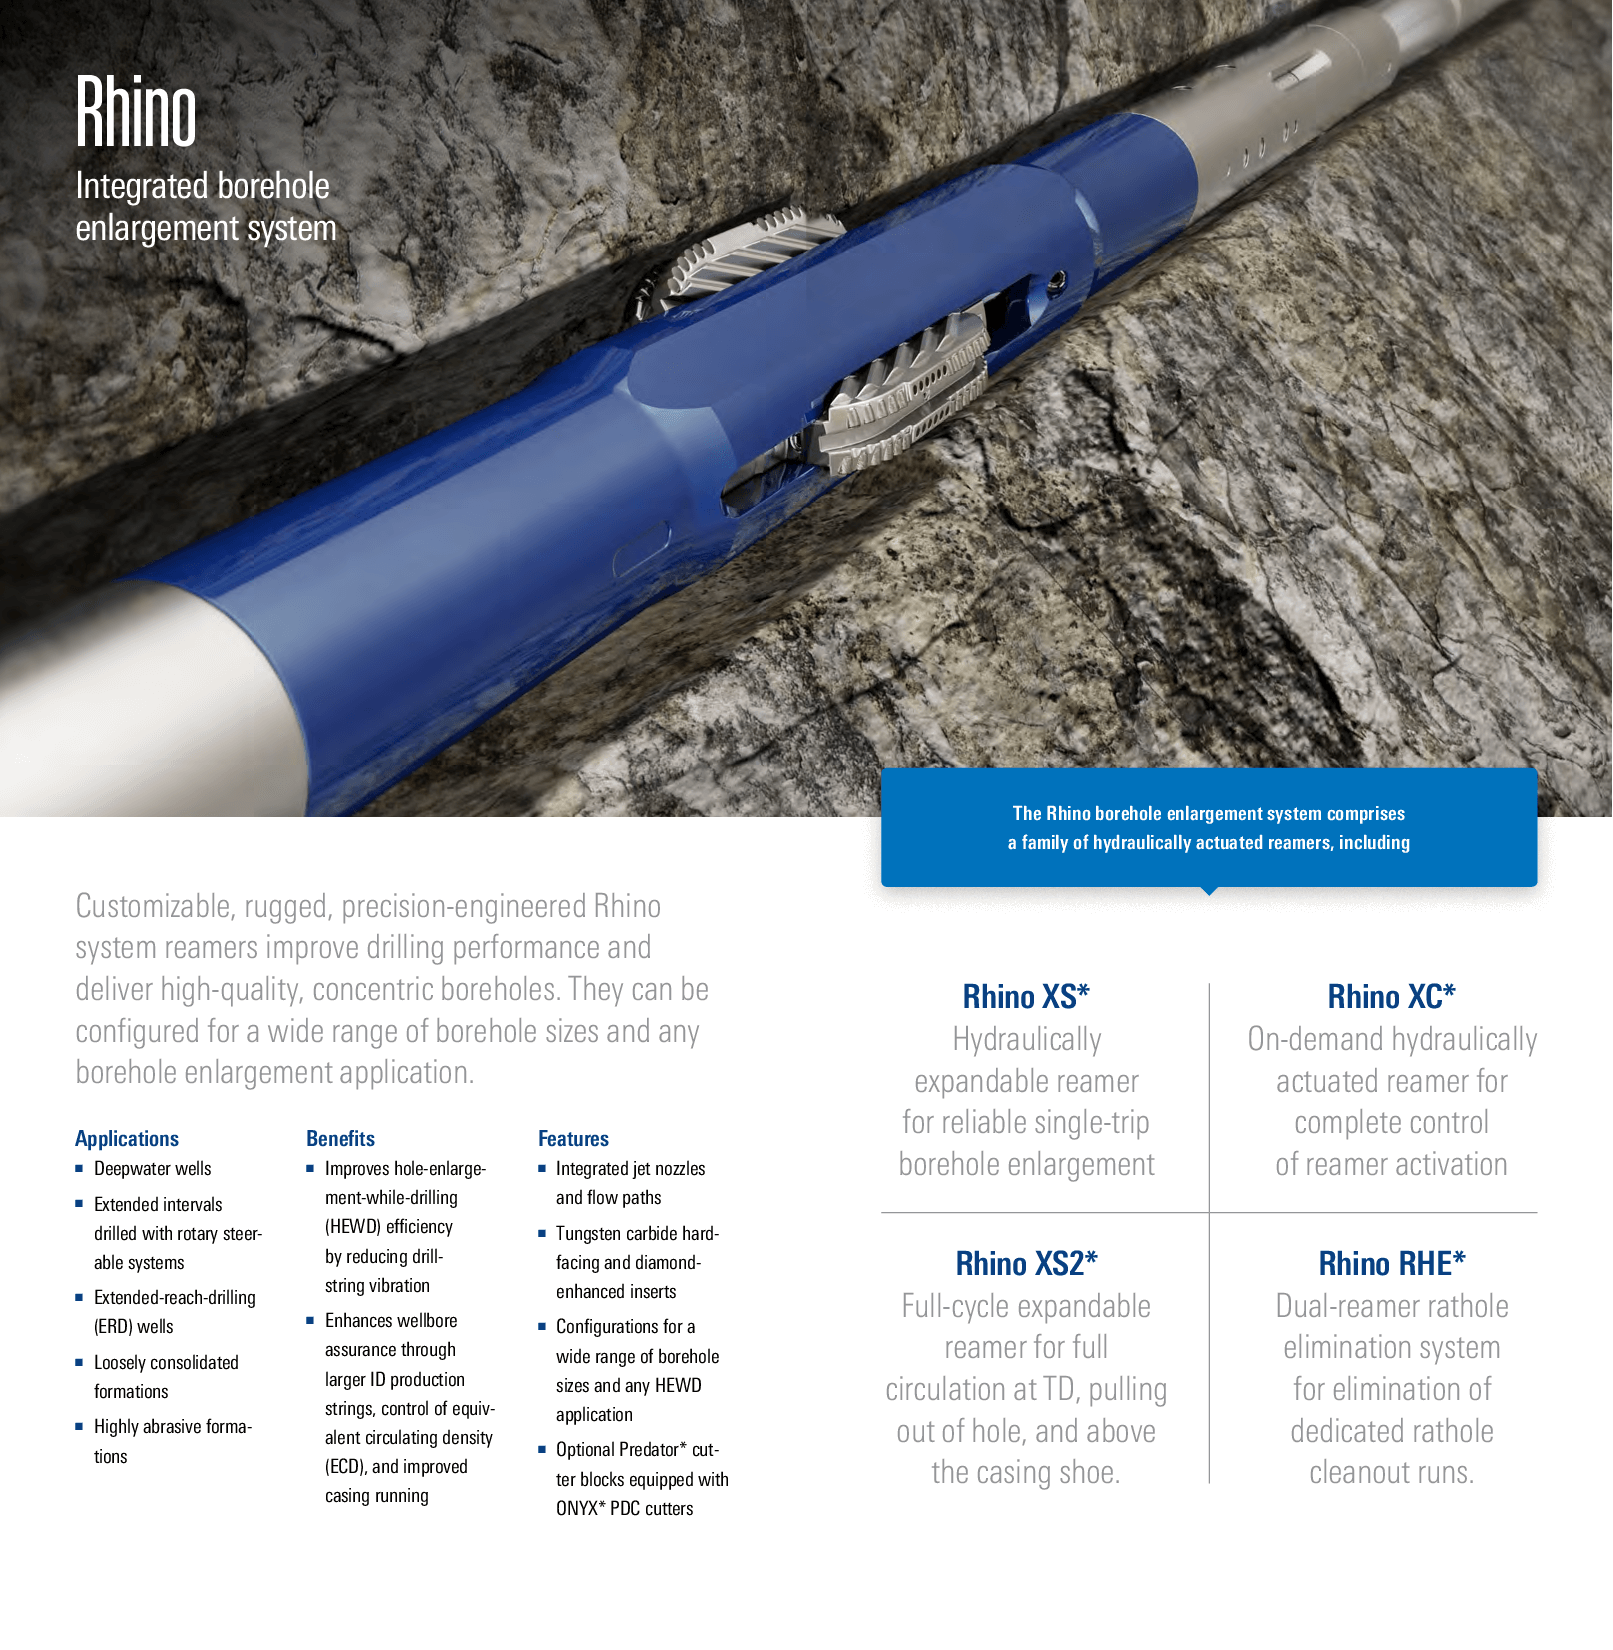 Rhino
Integrated borehole
enlargement system
The Rhino borehole enlargement system comprises
a family of hydraulically actuated reamers, including
Customizable, rugged, precision-engineered Rhino
system reamers improve drilling performance and
deliver high-quality, concentric boreholes. They can be
configured for a wide range of borehole sizes and any
borehole enlargement application.
Applications
■ Deepwater wells
■ Extended intervals
drilled with rotary steer-
able systems
■ Extended-reach-drilling
(ERD) wells
■ Loosely consolidated
formations
■ Highly abrasive forma-
tions
Benefits
■ Improves hole-enlarge-
ment-while-drilling
(HEWD) efficiency
by reducing drill-
string vibration
■ Enhances wellbore
assurance through
larger ID production
strings, control of equiv-
alent circulating density
(ECD), and improved
casing running
Features
■ Integrated jet nozzles
and flow paths
■ Tungsten carbide hard-
facing and diamond-
enhanced inserts
■ Configurations for a
wide range of borehole
sizes and any HEWD
application
■ Optional Predator* cut-
ter blocks equipped with
ONYX* PDC cutters
Rhino XS*
Hydraulically
expandable reamer
for reliable single-trip
borehole enlargement
Rhino XC*
On-demand hydraulically
actuated reamer for
complete control
of reamer activation
Rhino XS2*
Full-cycle expandable
reamer for full
circulation at TD, pulling
out of hole, and above
the casing shoe.
Rhino RHE*
Dual-reamer rathole
elimination system
for elimination of
dedicated rathole
cleanout runs.